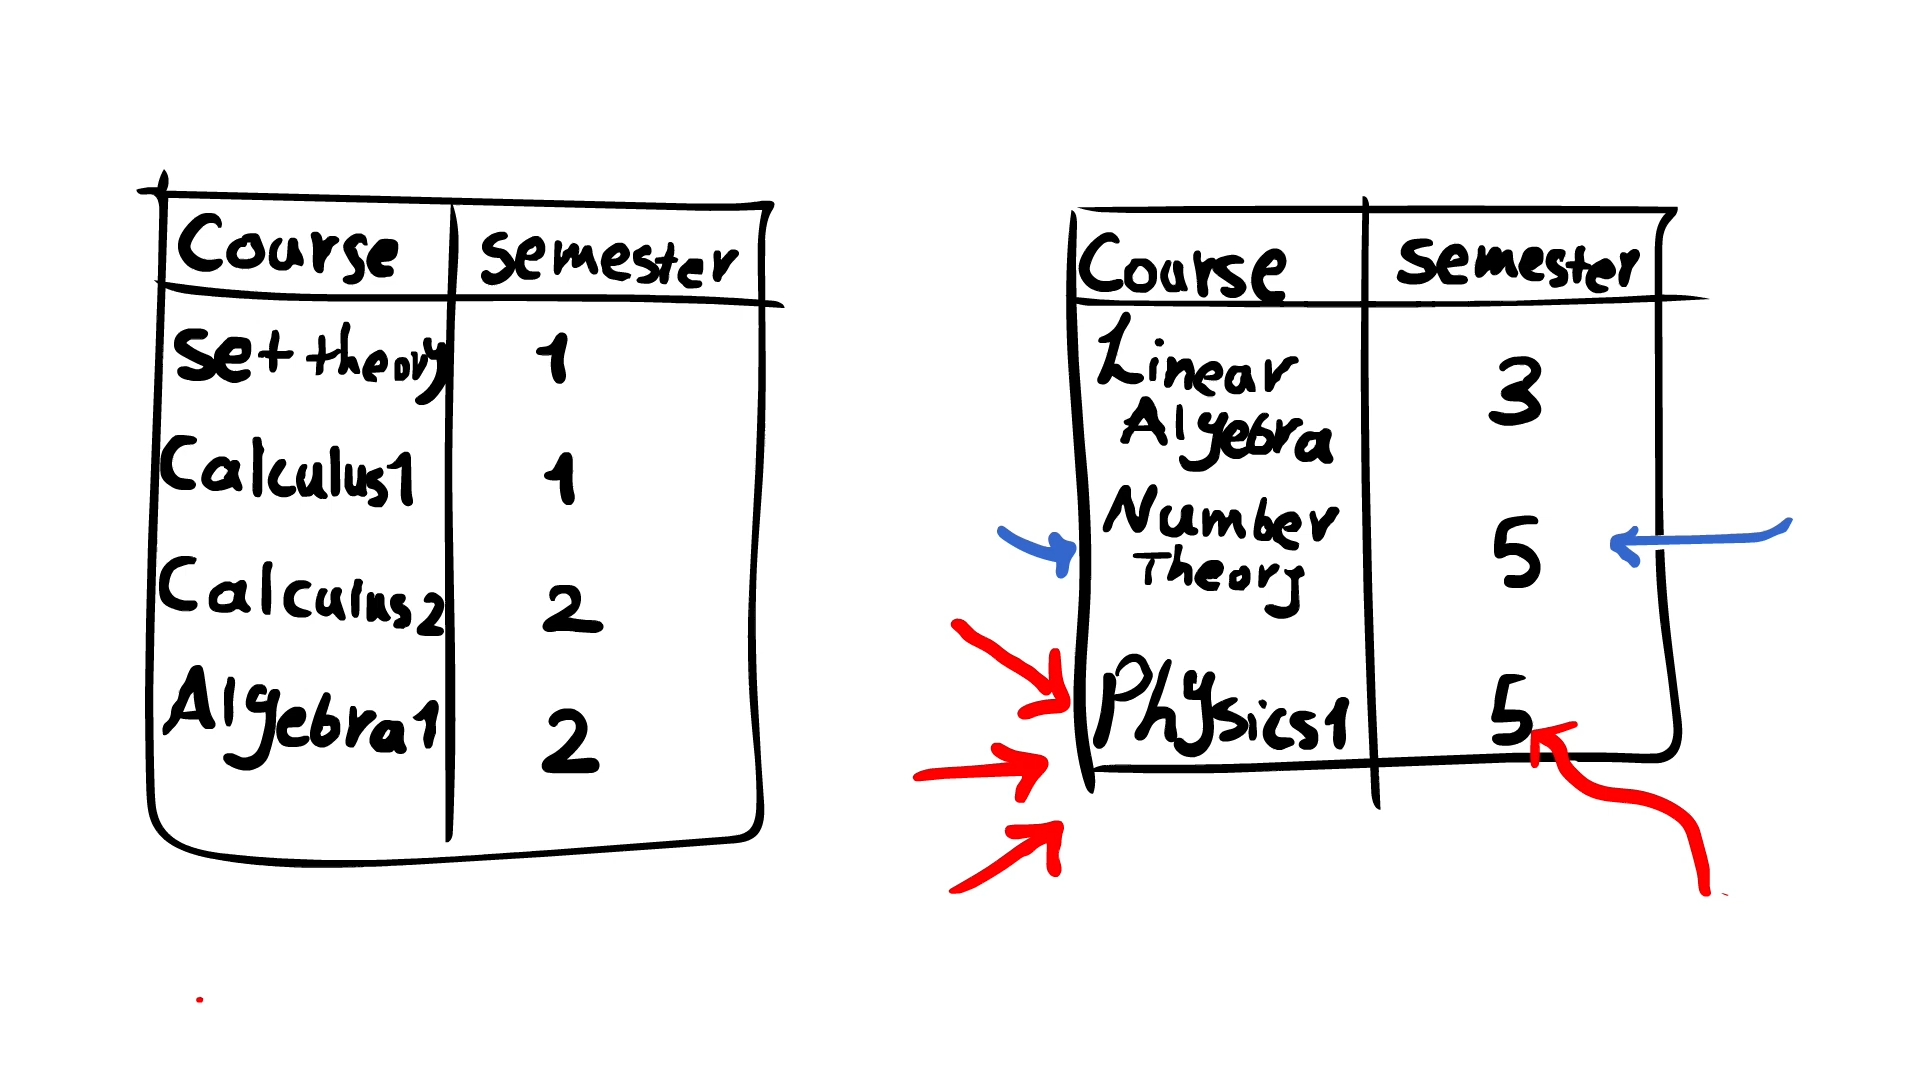 Course semester
Set theory 1
Calculus1 1
Calculus2 2
Algebra1 2
Course semester
Linear
Algebra 3
Number
Theory 5
Physics1 5